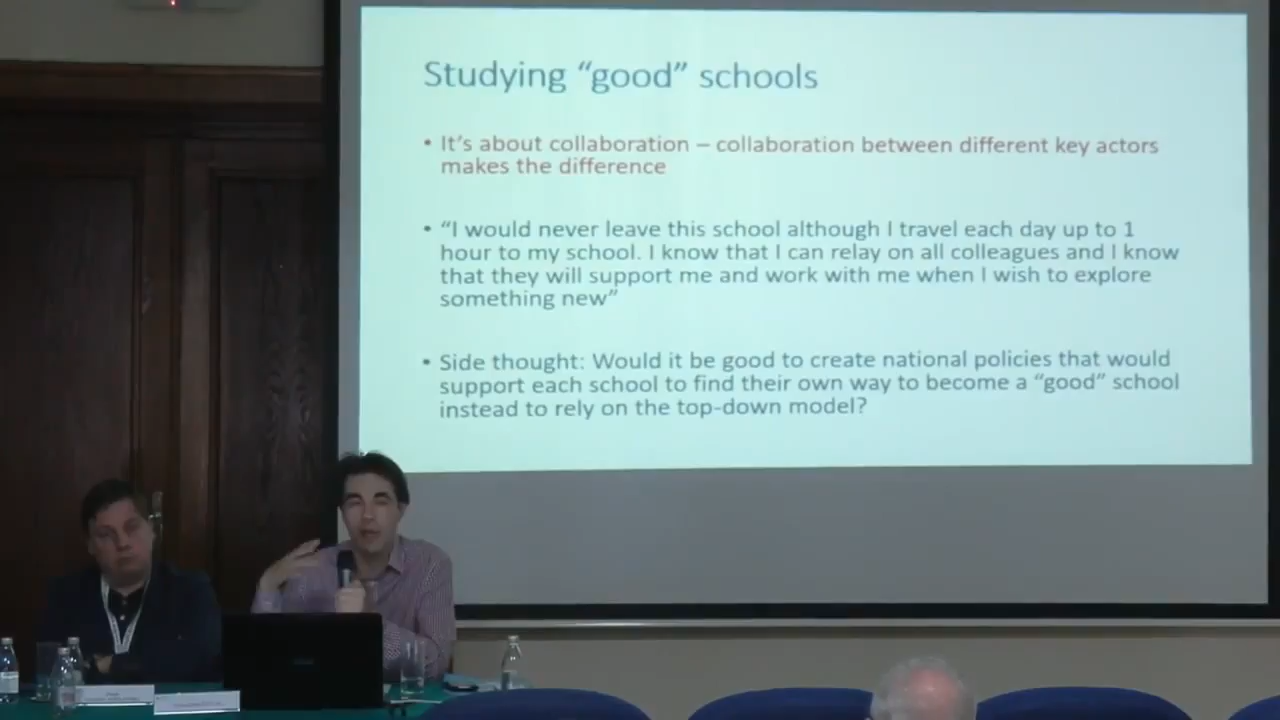 Studying “good” schools
• It’s about collaboration – collaboration between different key actors
makes the difference
• “I would never leave this school although I travel each day up to 1
hour to my school. I know that I can relay on all colleagues and I know
that they will support me and work with me when I wish to explore
something new”
• Side thought: Would it be good to create national policies that would
support each school to find their own way to become a “good” school
instead to rely on the top-down model?